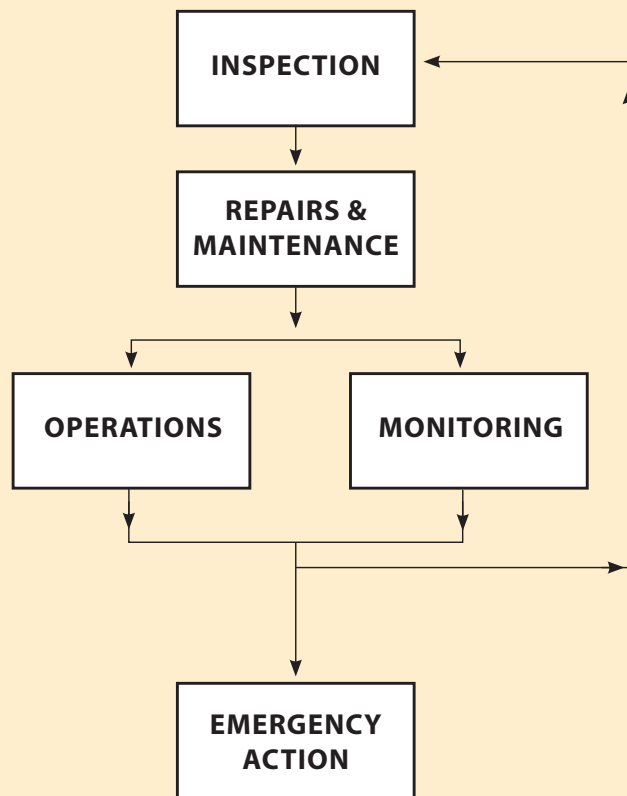 INSPECTION
REPAIRS &
MAINTENANCE
OPERATIONS
MONITORING
EMERGENCY
ACTION